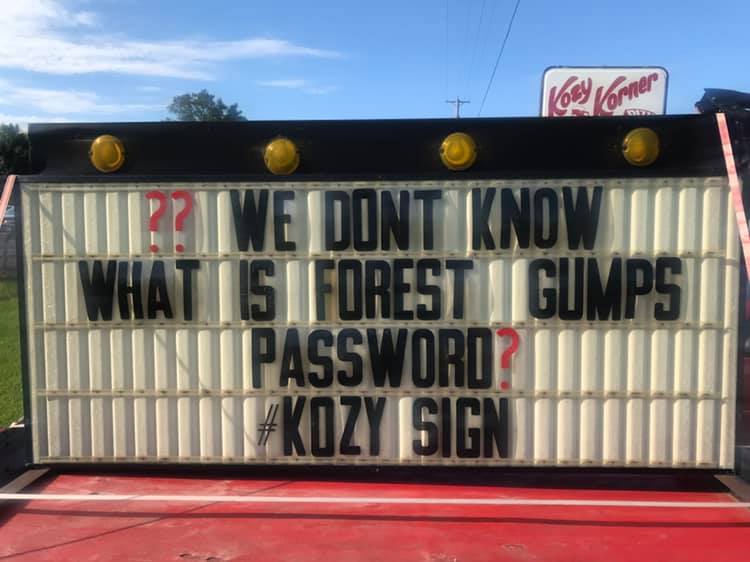 Kozy Korner
?? WE DONT KNOW
WHAT IS FOREST GUMPS
PASSWORD?
#KOZY SIGN